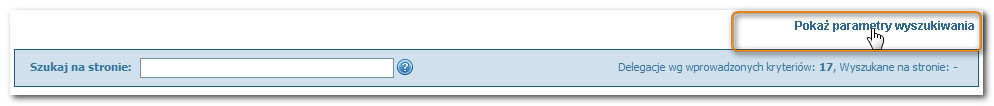 Pokaż parametry wyszukiwania
Szukaj na stronie: Delegacje wg wprowadzonych kryteriów: 17, Wyszukane na stronie: -